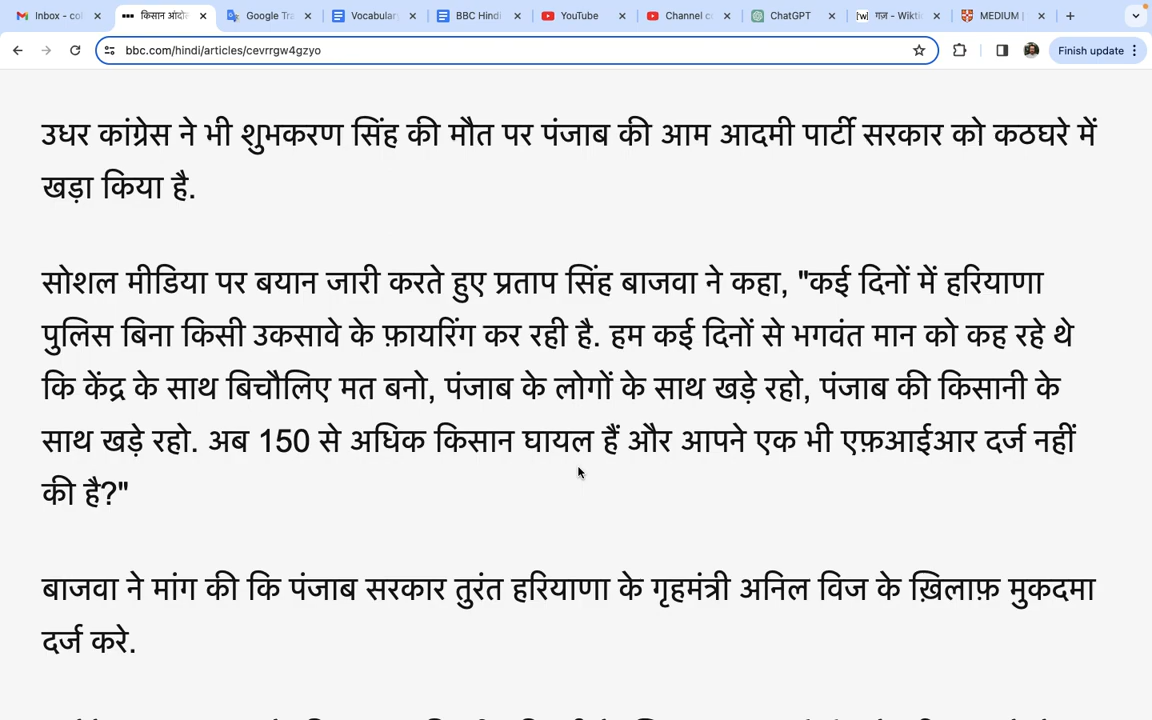 Inbox - co
किसान आंदो
Google Tra
Vocabular
BBC Hindi
YouTube
Channel c
ChatGPT
गज़ - Wikti
MEDIUM |
bbc.com/hindi/articles/cevrrgw4gzyo
Finish update
उधर कांग्रेस ने भी शुभकरण सिंह की मौत पर पंजाब की आम आदमी पार्टी सरकार को कठघरे में
खड़ा किया है.
सोशल मीडिया पर बयान जारी करते हुए प्रताप सिंह बाजवा ने कहा, "कई दिनों में हरियाणा
पुलिस बिना किसी उकसावे के फ़ायरिंग कर रही है. हम कई दिनों से भगवंत मान को कह रहे थे
कि केंद्र के साथ बिचौलिए मत बनो, पंजाब के लोगों के साथ खड़े रहो, पंजाब की किसानी के
साथ खड़े रहो. अब 150 से अधिक किसान घायल हैं और आपने एक भी एफ़आईआर दर्ज नहीं
की है?"
बाजवा ने मांग की कि पंजाब सरकार तुरंत हरियाणा के गृहमंत्री अनिल विज के ख़िलाफ़ मुकदमा
दर्ज करे.